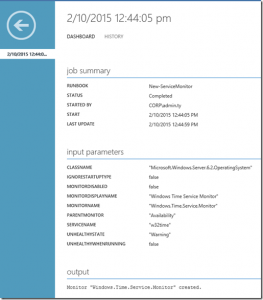 2/10/2015 12:44:05 pm
DASHBOARD HISTORY
2/10/2015 12:44:0...
job summary
RUNBOOK New-ServiceMonitor
STATUS Completed
STARTED BY CORP\admin.ry
START 2/10/2015 12:44:05 PM
LAST UPDATE 2/10/2015 12:44:59 PM
input parameters
CLASSNAME "Microsoft.Windows.Server.6.2.OperatingSystem"
IGNORESTARTUPTYPE false
MONITORDISABLED false
MONITORDISPLAYNAME "Windows Time Service Monitor"
MONITORNAME "Windows.Time.Service.Monitor"
PARENTMONITOR "Availability"
SERVICENAME "w32time"
UNHEALTHYSTATE "Warning"
UNHEALTHYWHENRUNNING false
output
Monitor "Windows.Time.Service.Monitor" created.